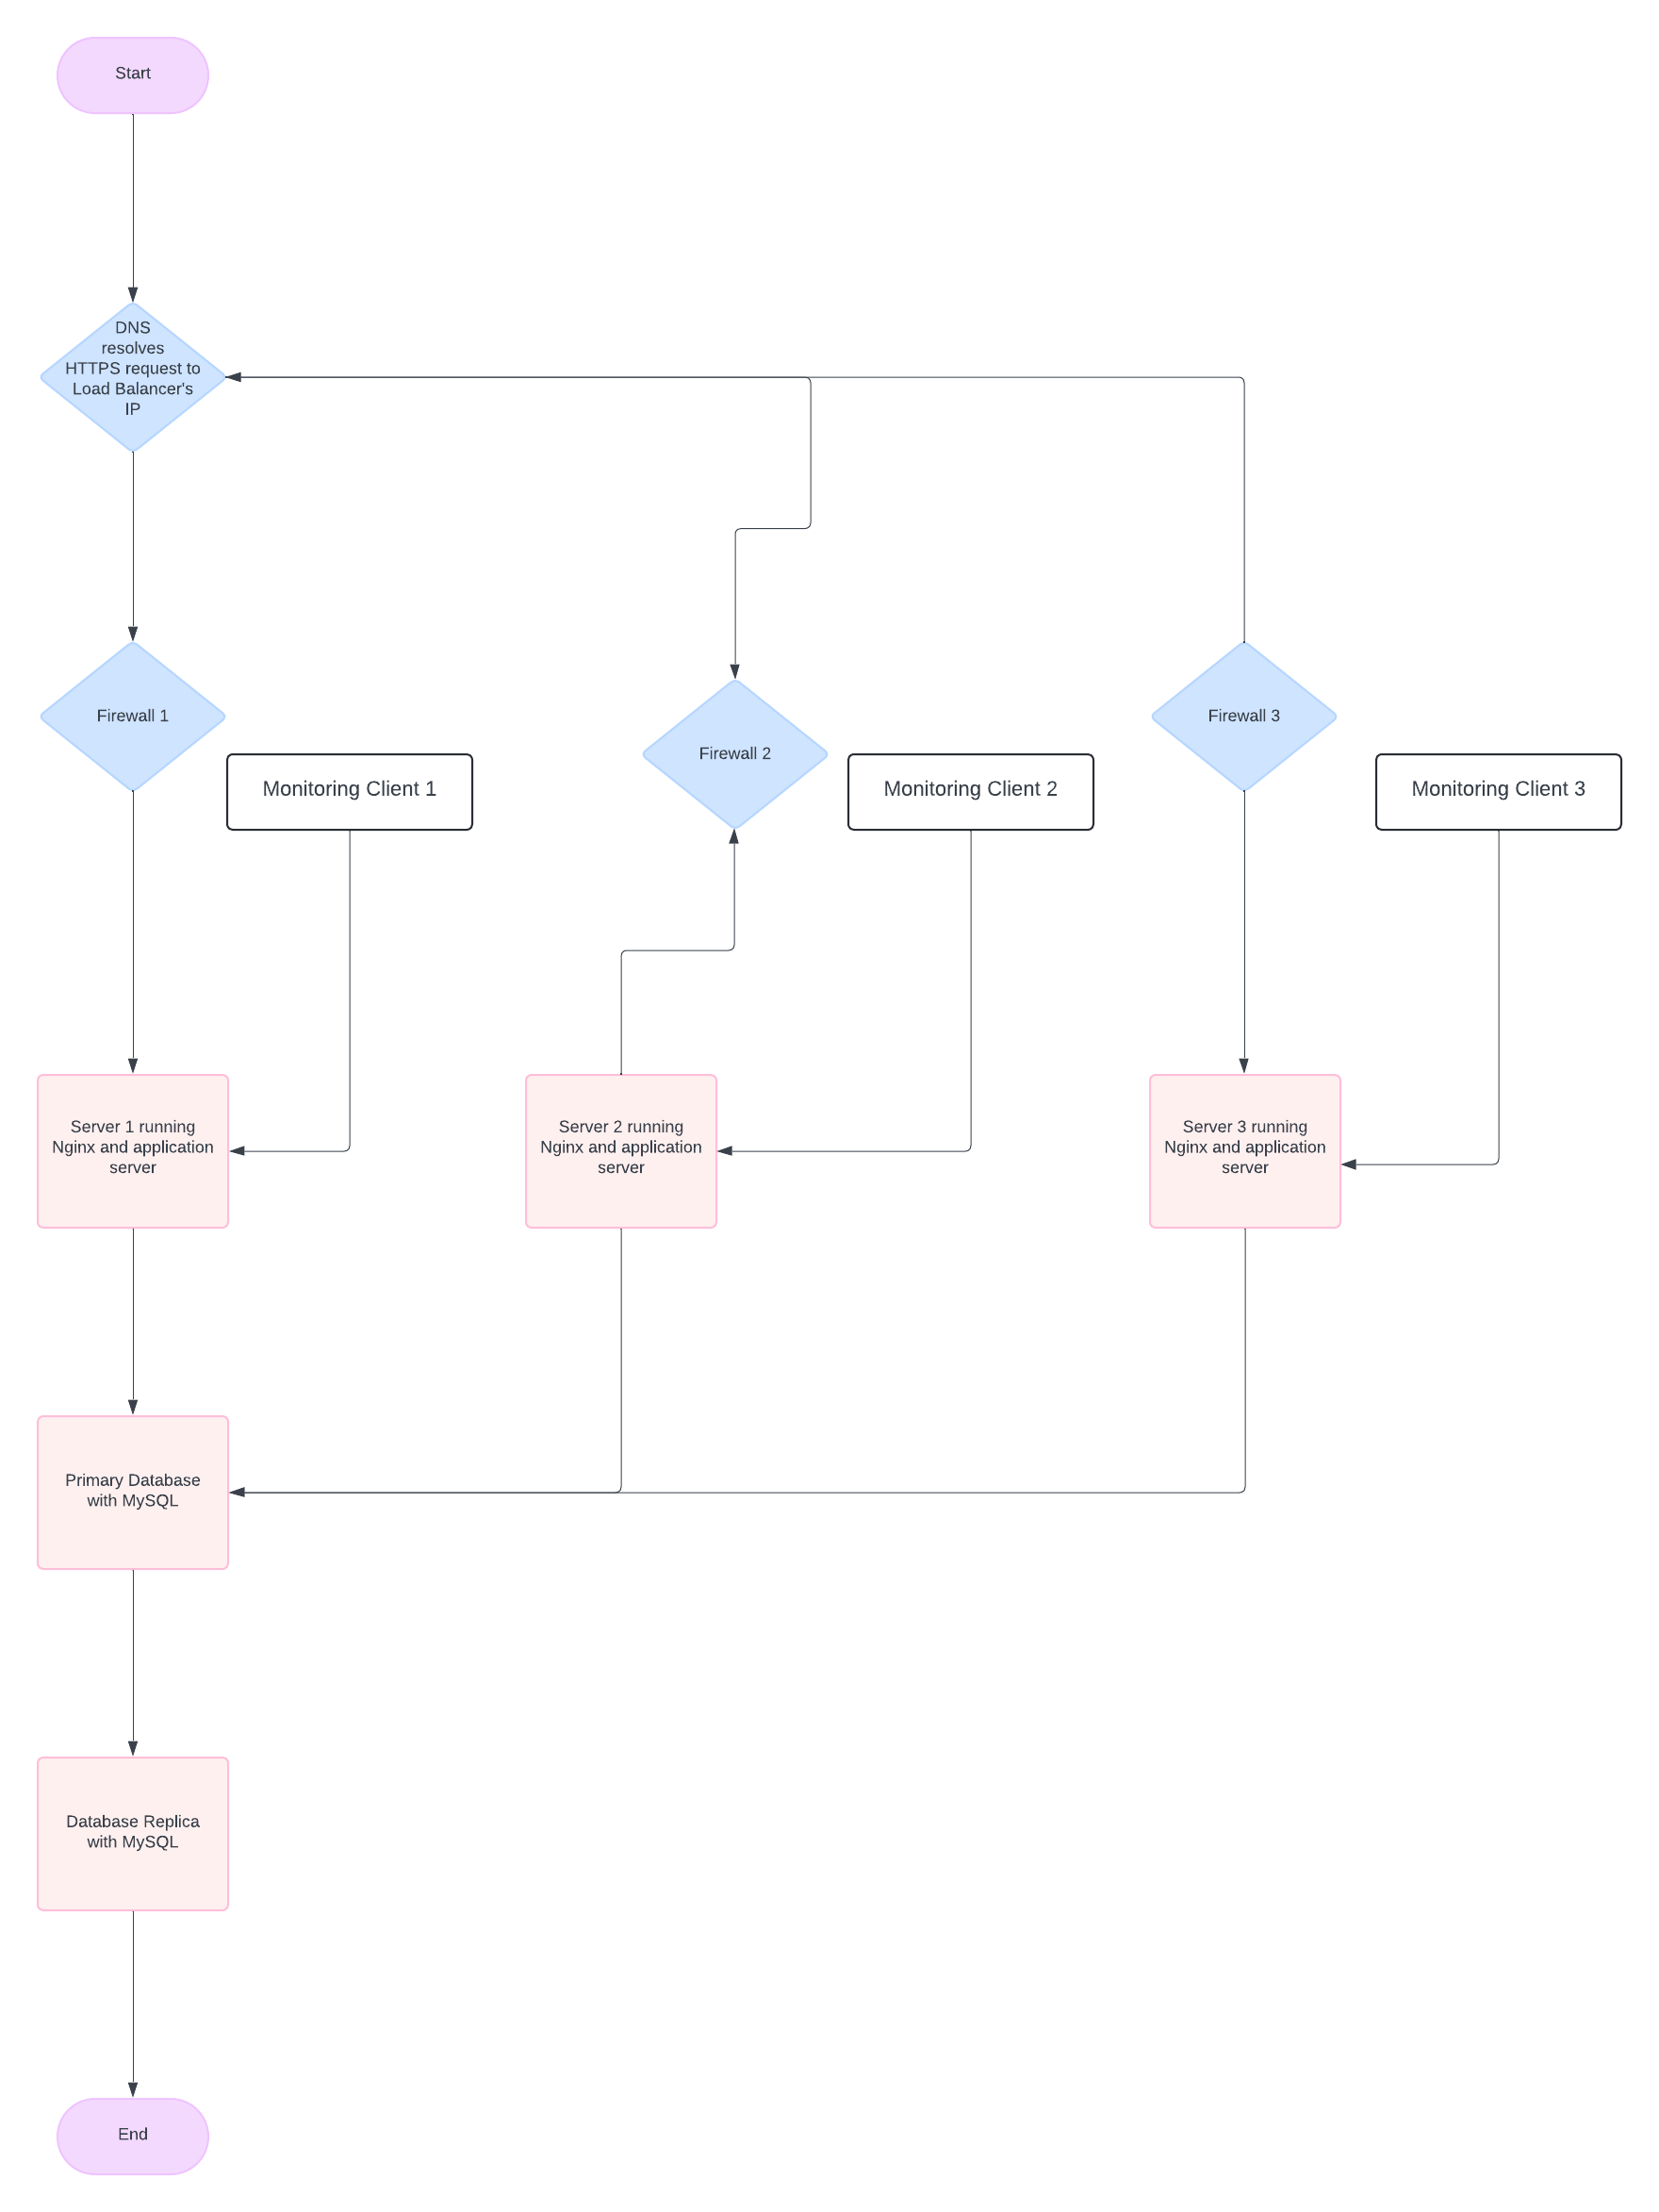 Start
DNS
resolves
HTTPS request to
Load Balancer's
IP
Firewall 1
Firewall 2
Firewall 3
Monitoring Client 1
Monitoring Client 2
Monitoring Client 3
Server 1 running
Nginx and application
server
Server 2 running
Nginx and application
server
Server 3 running
Nginx and application
server
Primary Database
with MySQL
Database Replica
with MySQL
End